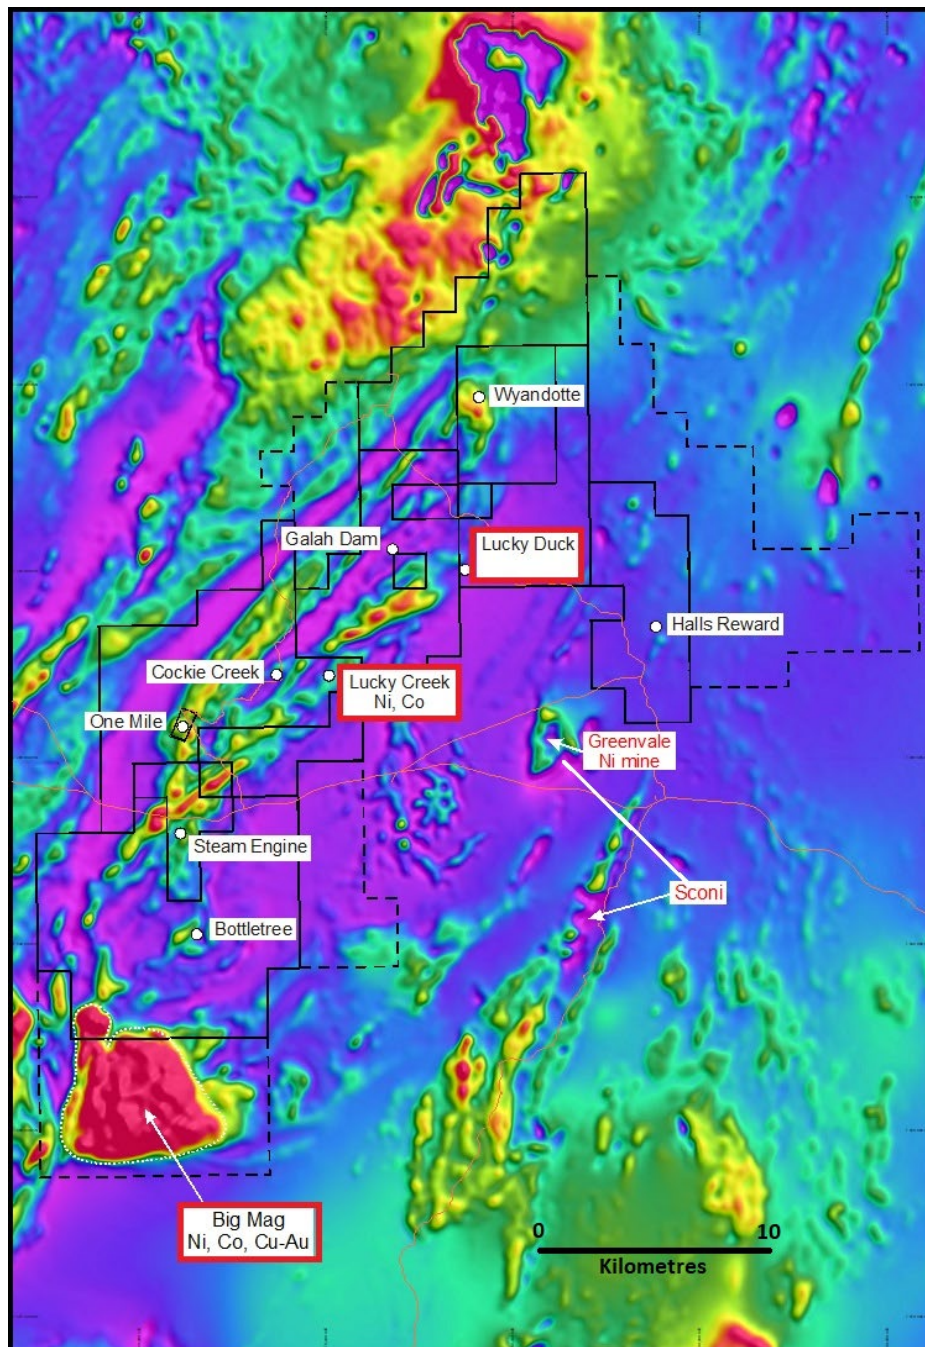 Wyandotte
Galah Dam
Lucky Duck
Halls Reward
Cockie Creek
Lucky Creek
Ni, Co
One Mile
Greenvale
Ni mine
Steam Engine
Sconi
Bottletree
Big Mag
Ni, Co, Cu-Au
0 10
Kilometres